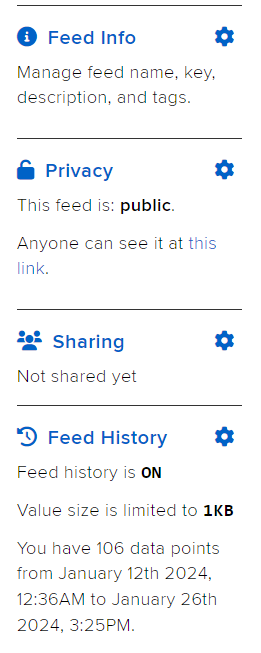 Feed Info
Manage feed name, key,
description, and tags.
Privacy
This feed is: public.
Anyone can see it at this
link.
Sharing
Not shared yet
Feed History
Feed history is ON
Value size is limited to 1KB
You have 106 data points
from January 12th 2024,
12:36AM to January 26th
2024, 3:25PM.